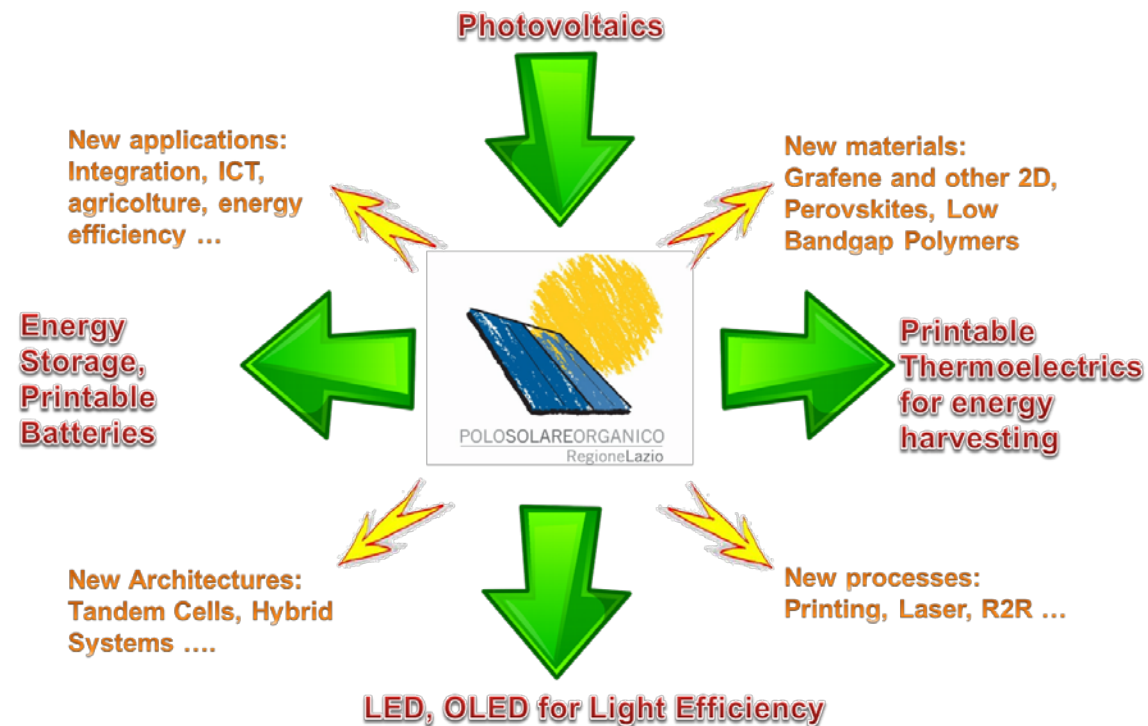 Photovoltaics
New applications:
Integration, ICT,
agricolture, energy
efficiency ...
New materials:
Grafene and other 2D,
Perovskites, Low
Bandgap Polymers
Energy
Storage,
Printable
Batteries
POLOSOLAREORGANICO
RegioneLazio
Printable
Thermoelectrics
for energy
harvesting
New Architectures:
Tandem Cells, Hybrid
Systems ....
New processes:
Printing, Laser, R2R ...
LED, OLED for Light Efficiency